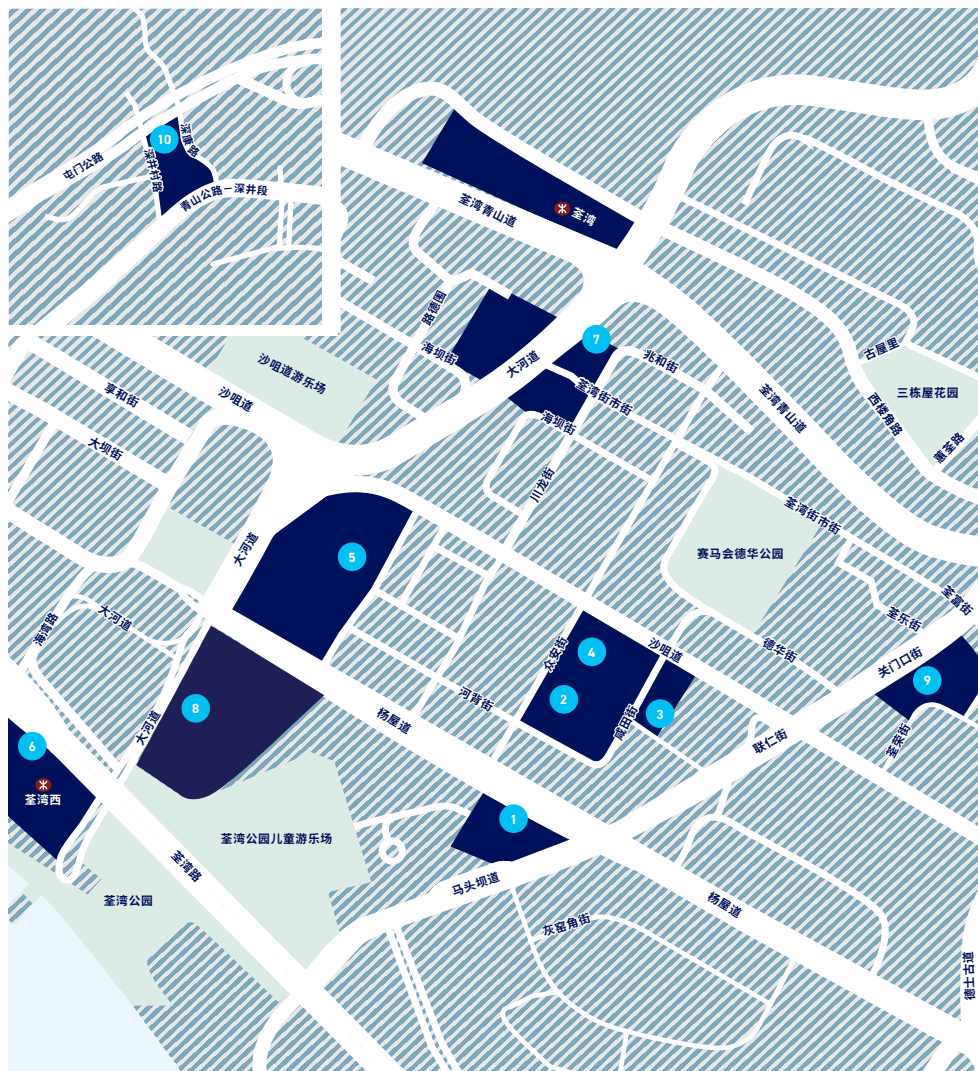 10
屯门公路
深井村路
深康路
青山公路－深井段
荃湾青山道
荃湾
路德围
海坝街
大河道
7
兆和街
荃湾街市街
海坝街
荃湾青山道
古屋里
三栋屋花园
西楼角路
惠荃路
沙咀道游乐场
沙咀道
享和街
大坝街
川龙街
荃湾街市街
赛马会德华公园
大河道
5
荃富街
荃乐街
海湾路
大河道
众安街
4
沙咀道
德华街
关门口街
9
2
3
咸田街
河背街
8
杨屋道
大河道
联仁街
荃荣街
6
荃湾西
1
荃湾公园儿童游乐场
荃湾路
荃湾公园
马头坝道
灰窑角街
杨屋道
德士古道